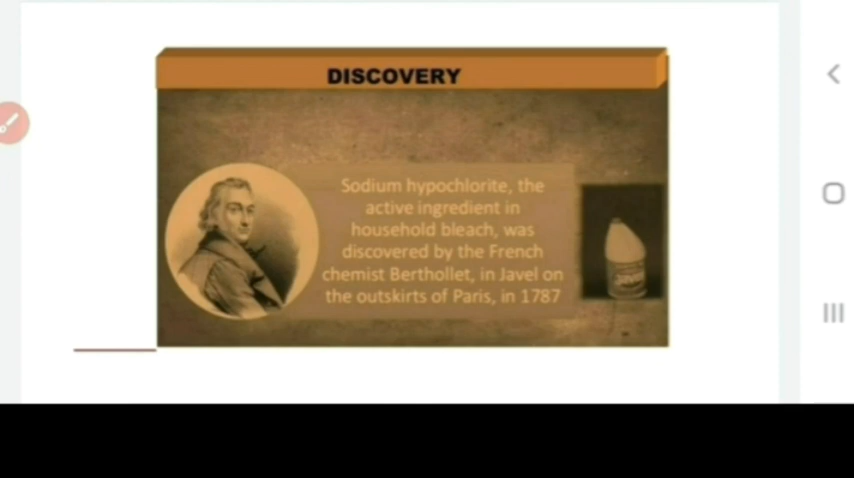 DISCOVERY
Sodium hypochlorite, the
active ingredient in
household bleach, was
discovered by the French
chemist Berthollet, in Javel on
the outskirts of Paris, in 1787